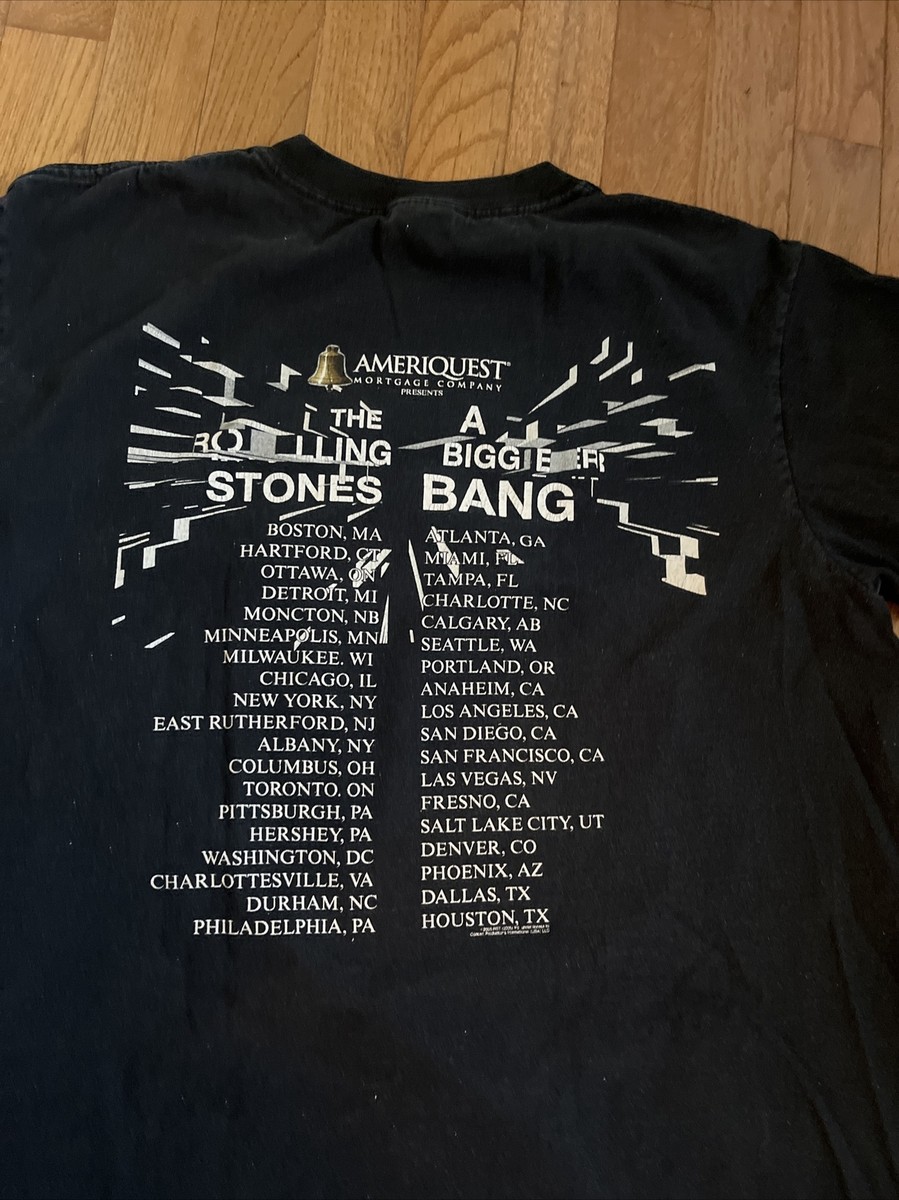 AMERIQUEST®
MORTGAGE COMPANY
PRESENTS
THE
ROLLING
STONES
A
BIGGER
BANG
BOSTON, MA
HARTFORD, CT
OTTAWA, ON
DETROIT, MI
MONCTON, NB
MINNEAPOLIS, MN
MILWAUKEE. WI
CHICAGO, IL
NEW YORK, NY
EAST RUTHERFORD, NJ
ALBANY, NY
COLUMBUS, OH
TORONTO. ON
PITTSBURGH, PA
HERSHEY, PA
WASHINGTON, DC
CHARLOTTESVILLE, VA
DURHAM, NC
PHILADELPHIA, PA
ATLANTA, GA
MIAMI, FL
TAMPA, FL
CHARLOTTE, NC
CALGARY, AB
SEATTLE, WA
PORTLAND, OR
ANAHEIM, CA
LOS ANGELES, CA
SAN DIEGO, CA
SAN FRANCISCO, CA
LAS VEGAS, NV
FRESNO, CA
SALT LAKE CITY, UT
DENVER, CO
PHOENIX, AZ
DALLAS, TX
HOUSTON, TX